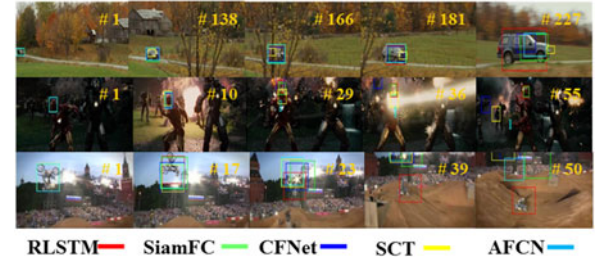 # 1 # 138 # 166 # 181 # 227
# 1 # 10 # 29 # 36 # 55
# 1 # 17 # 23 # 39 # 50
RLSTM SiamFC CFNet SCT AFCN